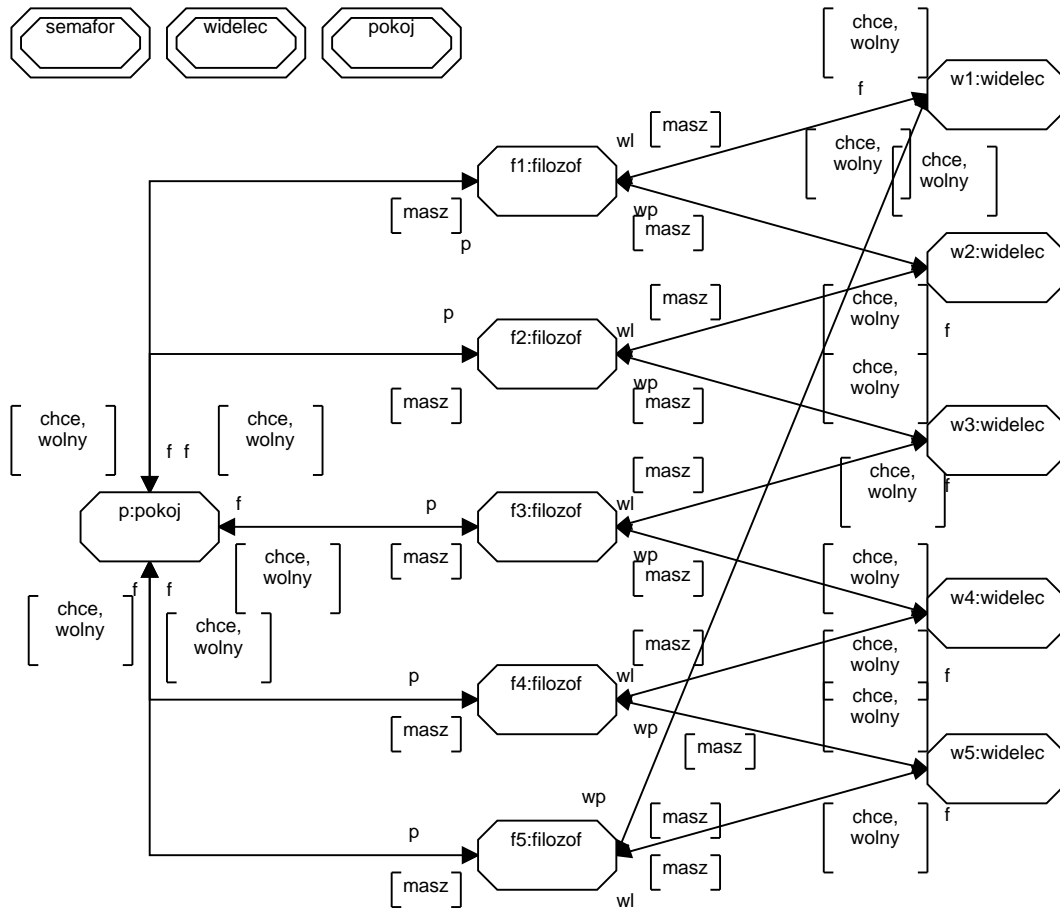 semafor
widelec
pokoj
chce,
wolny
w1:widelec
f
masz
wl
chce,
wolny
chce,
wolny
f1:filozof
masz
p
wp
masz
w2:widelec
masz
chce,
wolny
f
p
f2:filozof
wl
wp
masz
masz
chce,
wolny
w3:widelec
chce,
wolny
f f
chce,
wolny
masz
chce,
wolny
f
p:pokoj
f
p
f3:filozof
wl
wp
masz
masz
chce,
wolny
chce,
wolny
w4:widelec
f
f
chce,
wolny
chce,
wolny
masz
chce,
wolny
f
p
f4:filozof
wl
wp
masz
masz
chce,
wolny
w5:widelec
wp
masz
chce,
wolny
f
p
f5:filozof
masz
masz
wl